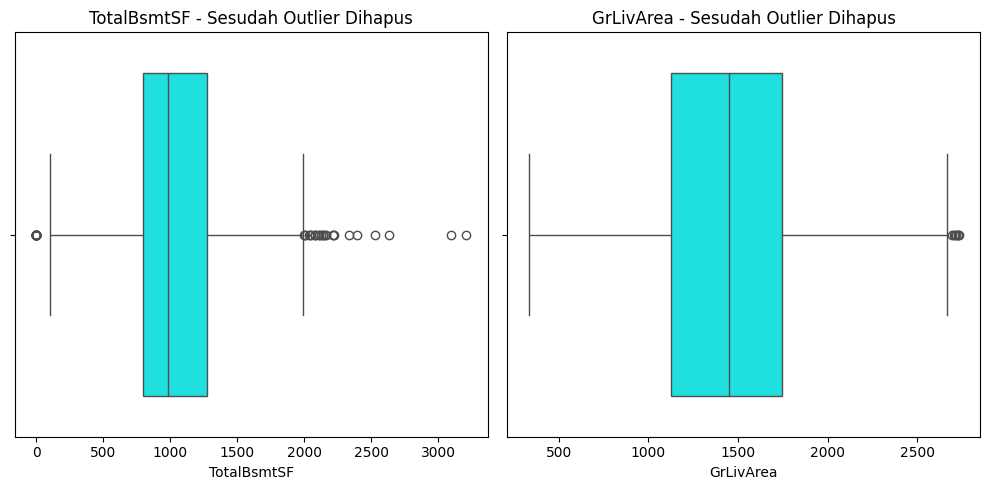 TotalBsmtSF - Sesudah Outlier Dihapus
0 500 1000 1500 2000 2500 3000
TotalBsmtSF
GrLivArea - Sesudah Outlier Dihapus
500 1000 1500 2000 2500
GrLivArea